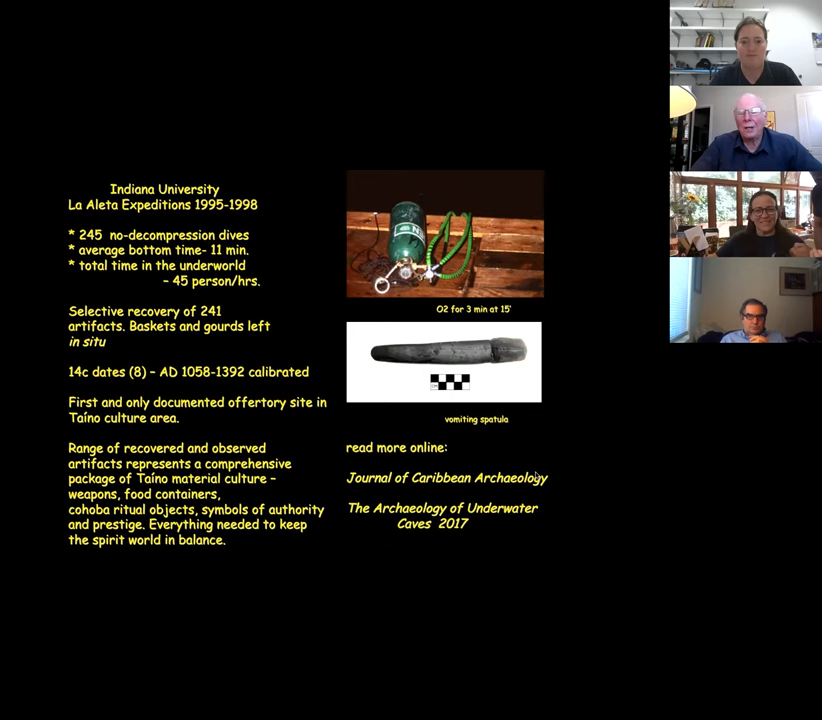 Indiana University
La Aleta Expeditions 1995-1998
* 245 no-decompression dives
* average bottom time- 11 min.
* total time in the underworld
– 45 person/hrs.
Selective recovery of 241
artifacts. Baskets and gourds left
in situ
14c dates (8) – AD 1058-1392 calibrated
First and only documented offertory site in
Taíno culture area.
Range of recovered and observed
artifacts represents a comprehensive
package of Taíno material culture –
weapons, food containers,
cohoba ritual objects, symbols of authority
and prestige. Everything needed to keep
the spirit world in balance.
O2 for 3 min at 15'
vomiting spatula
read more online:
Journal of Caribbean Archaeology
The Archaeology of Underwater
Caves 2017